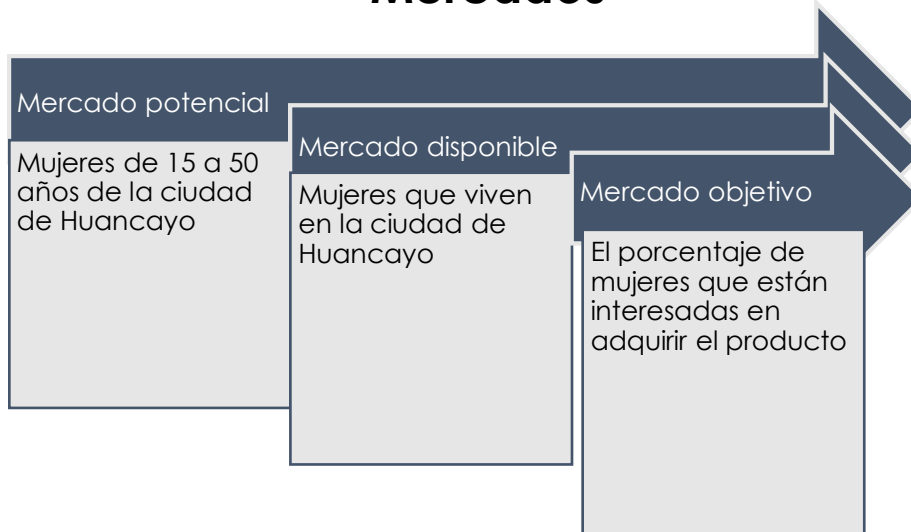 Mercados
Mercado potencial
Mujeres de 15 a 50
años de la ciudad
de Huancayo
Mercado disponible
Mujeres que viven
en la ciudad de
Huancayo
Mercado objetivo
El porcentaje de
mujeres que están
interesadas en
adquirir el producto